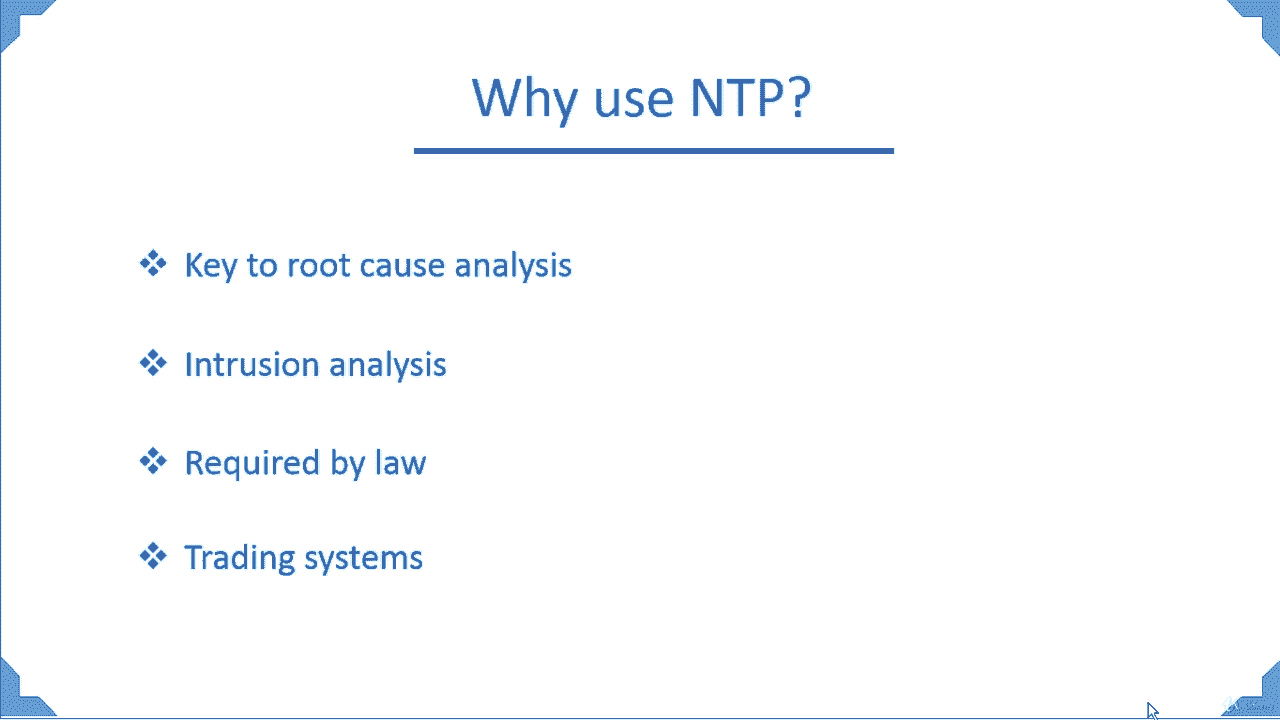 Why use NTP?
❖ Key to root cause analysis
❖ Intrusion analysis
❖ Required by law
❖ Trading systems